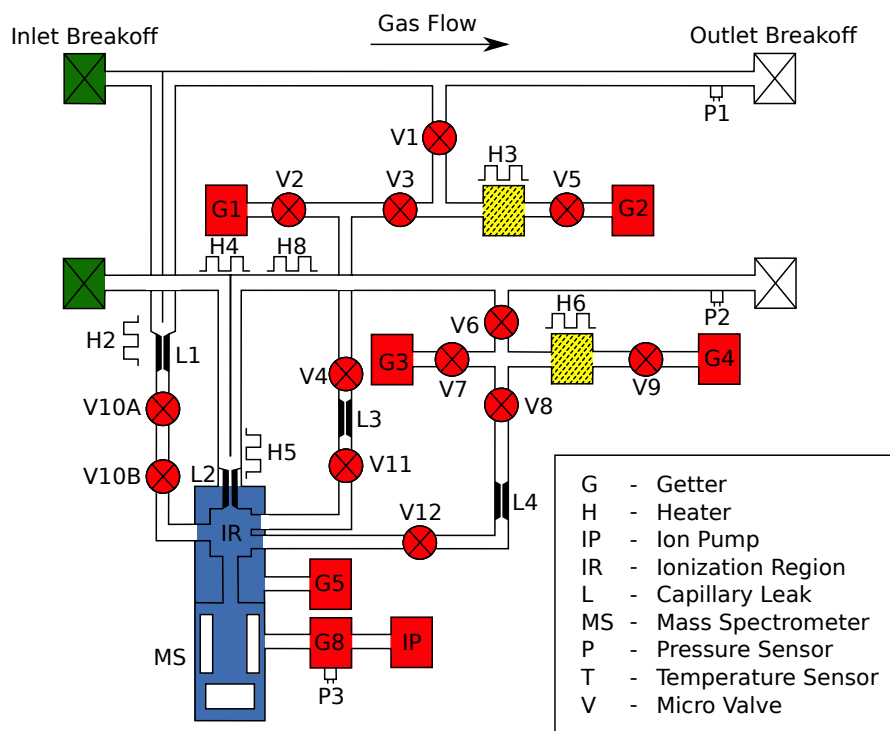 Gas Flow
Inlet Breakoff
Outlet Breakoff
P1
V1
H3
V2
V3
V5
G1
G2
H4
H8
H6
P2
V6
H2
L1
G3
G4
V7
V9
V4
V8
V10A
L3
H5
V11
V10B
L2
L4
V12
IR
G5
G8
IP
MS
P3
G - Getter
H - Heater
IP - Ion Pump
IR - Ionization Region
L - Capillary Leak
MS - Mass Spectrometer
P - Pressure Sensor
T - Temperature Sensor
V - Micro Valve